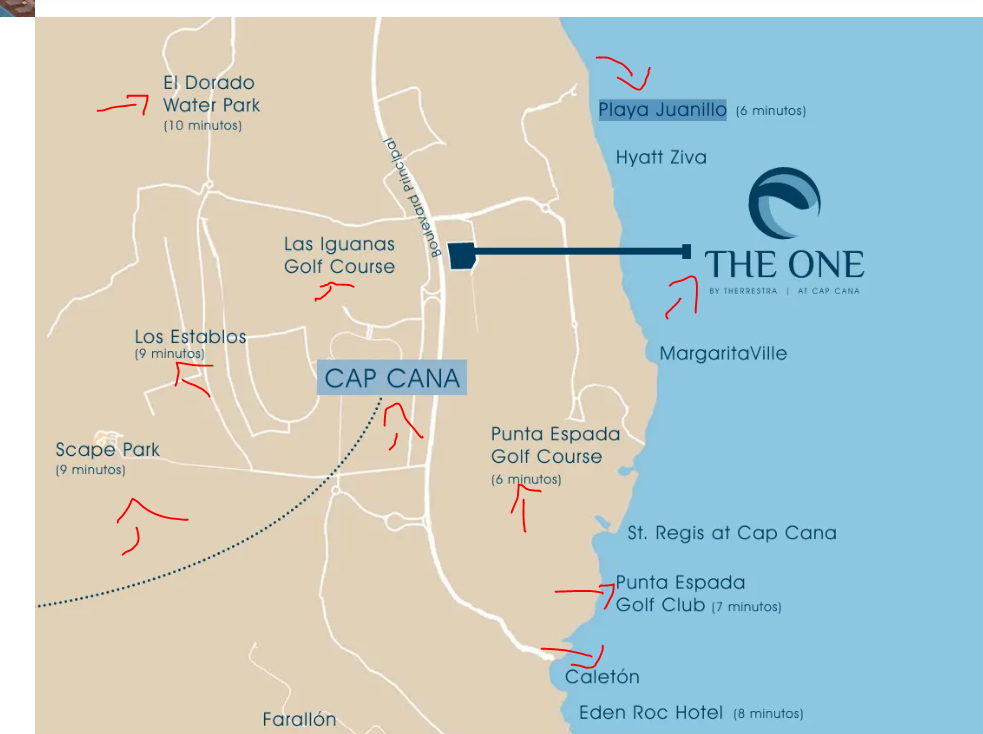 El Dorado
Water Park
(10 minutos)
Playa Juanillo (6 minutos)
Hyatt Ziva
Boulevard Principal
Las Iguanas
Golf Course
THE ONE
BY THERRESTRA | AT CAP CANA
Los Establos
(9 minutos)
MargaritaVille
CAP CANA
Scape Park
(9 minutos)
Punta Espada
Golf Course
(6 minutos)
St. Regis at Cap Cana
Punta Espada
Golf Club (7 minutos)
Caletón
Eden Roc Hotel (8 minutos)
Farallón